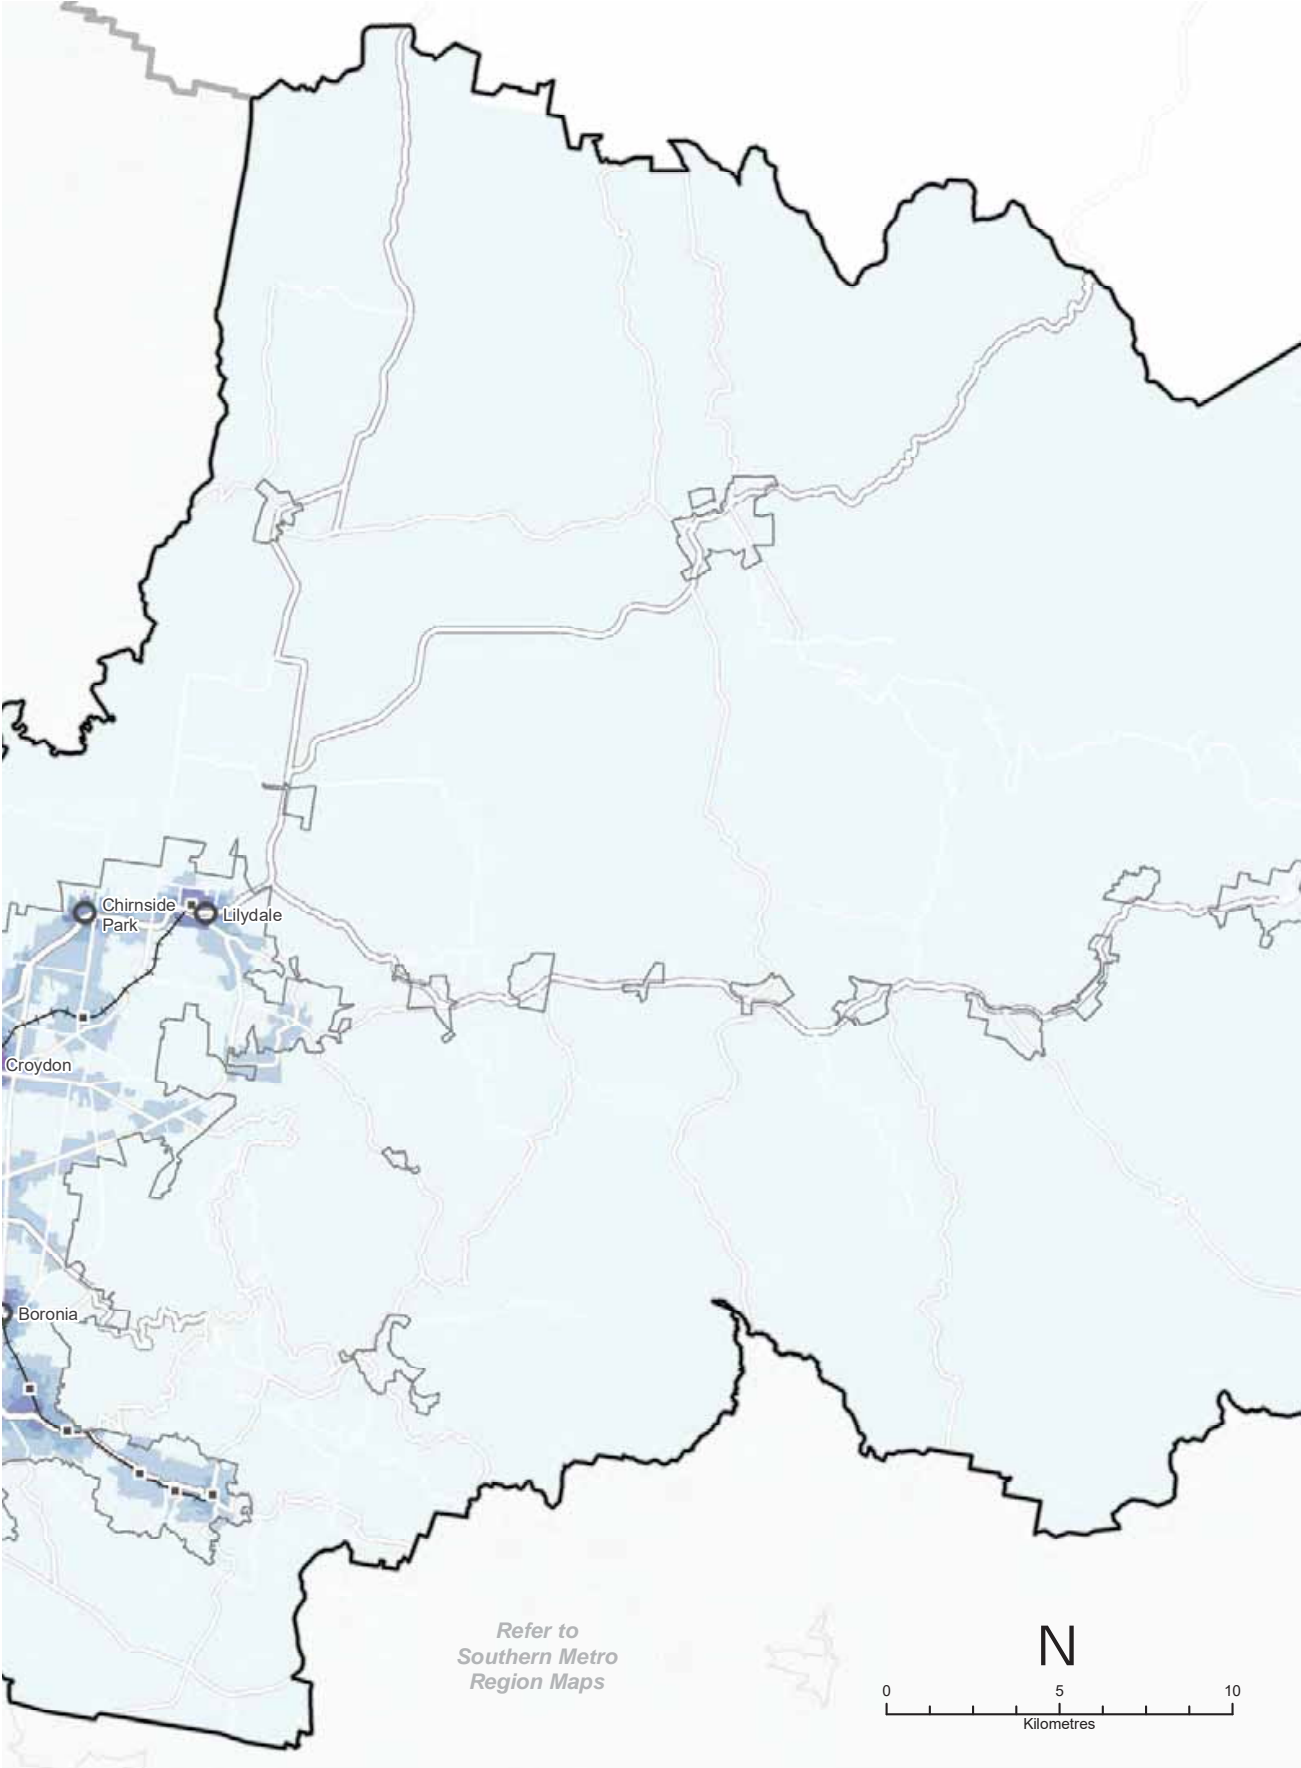 Chirnside
Park
Lilydale
Croydon
Boronia
Refer to
Southern Metro
Region Maps
N
0 5 10
Kilometres